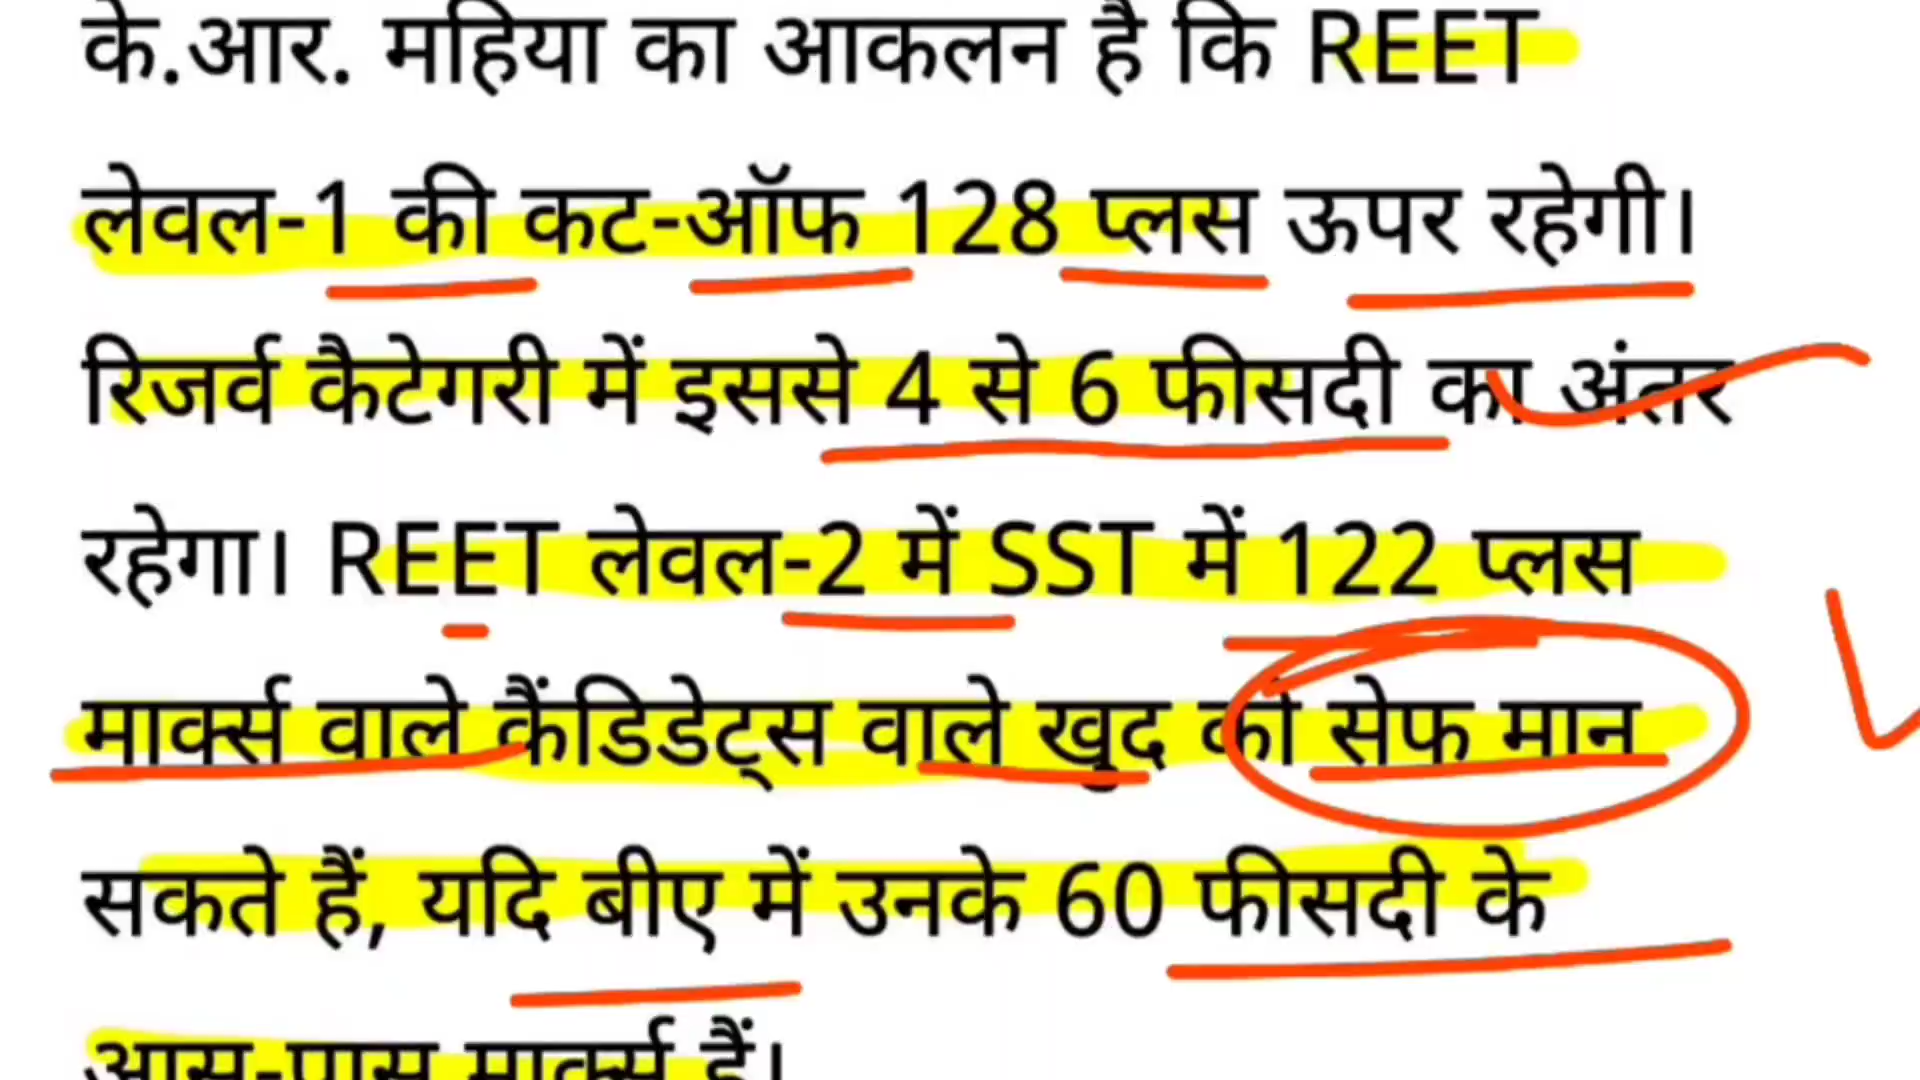 के.आर. महिया का आकलन है कि REET
लेवल-1 की कट-ऑफ 128 प्लस ऊपर रहेगी।
रिजर्व कैटेगरी में इससे 4 से 6 फीसदी का अंतर
रहेगा। REET लेवल-2 में SST में 122 प्लस
मार्क्स वाले कैंडिडेट्स वाले खुद को सेफ मान
सकते हैं, यदि बीए में उनके 60 फीसदी के
आस-पास मार्क्स हैं।